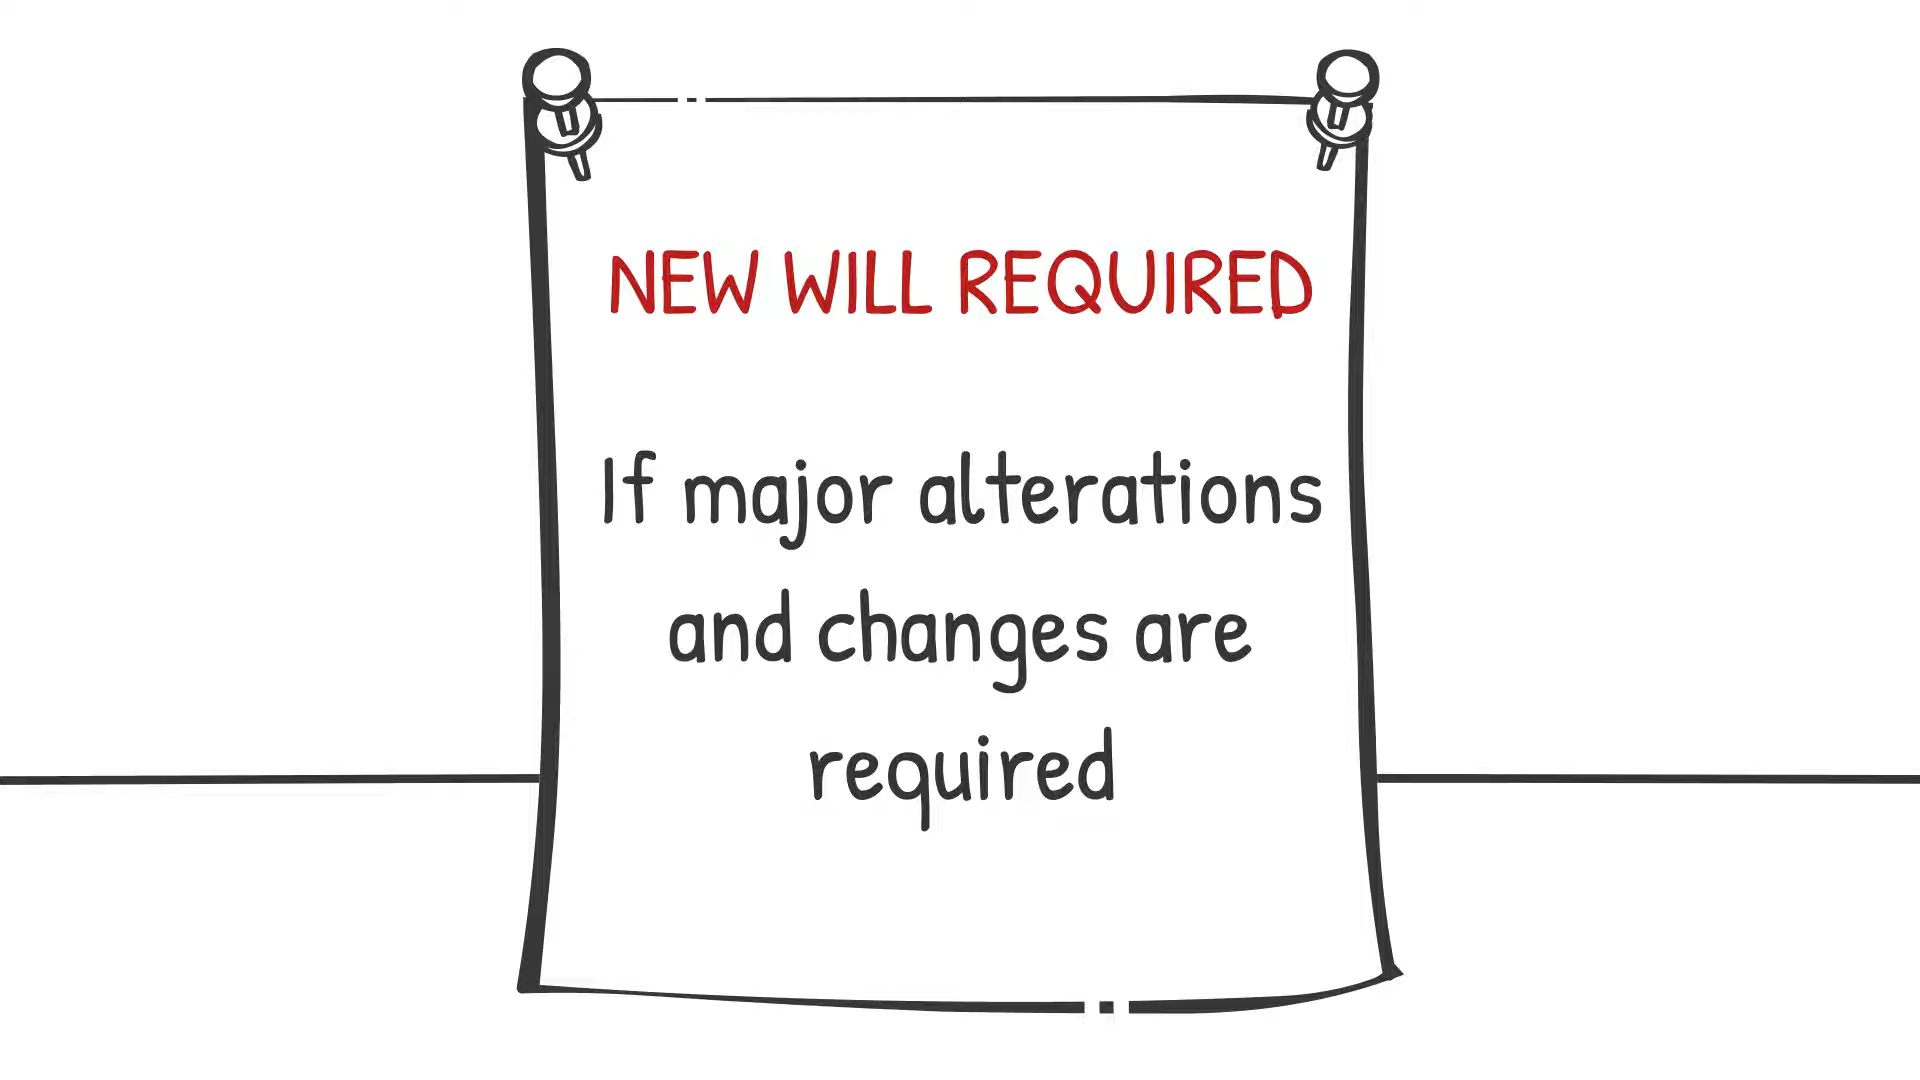 NEW WILL REQUIRED
If major alterations
and changes are
required